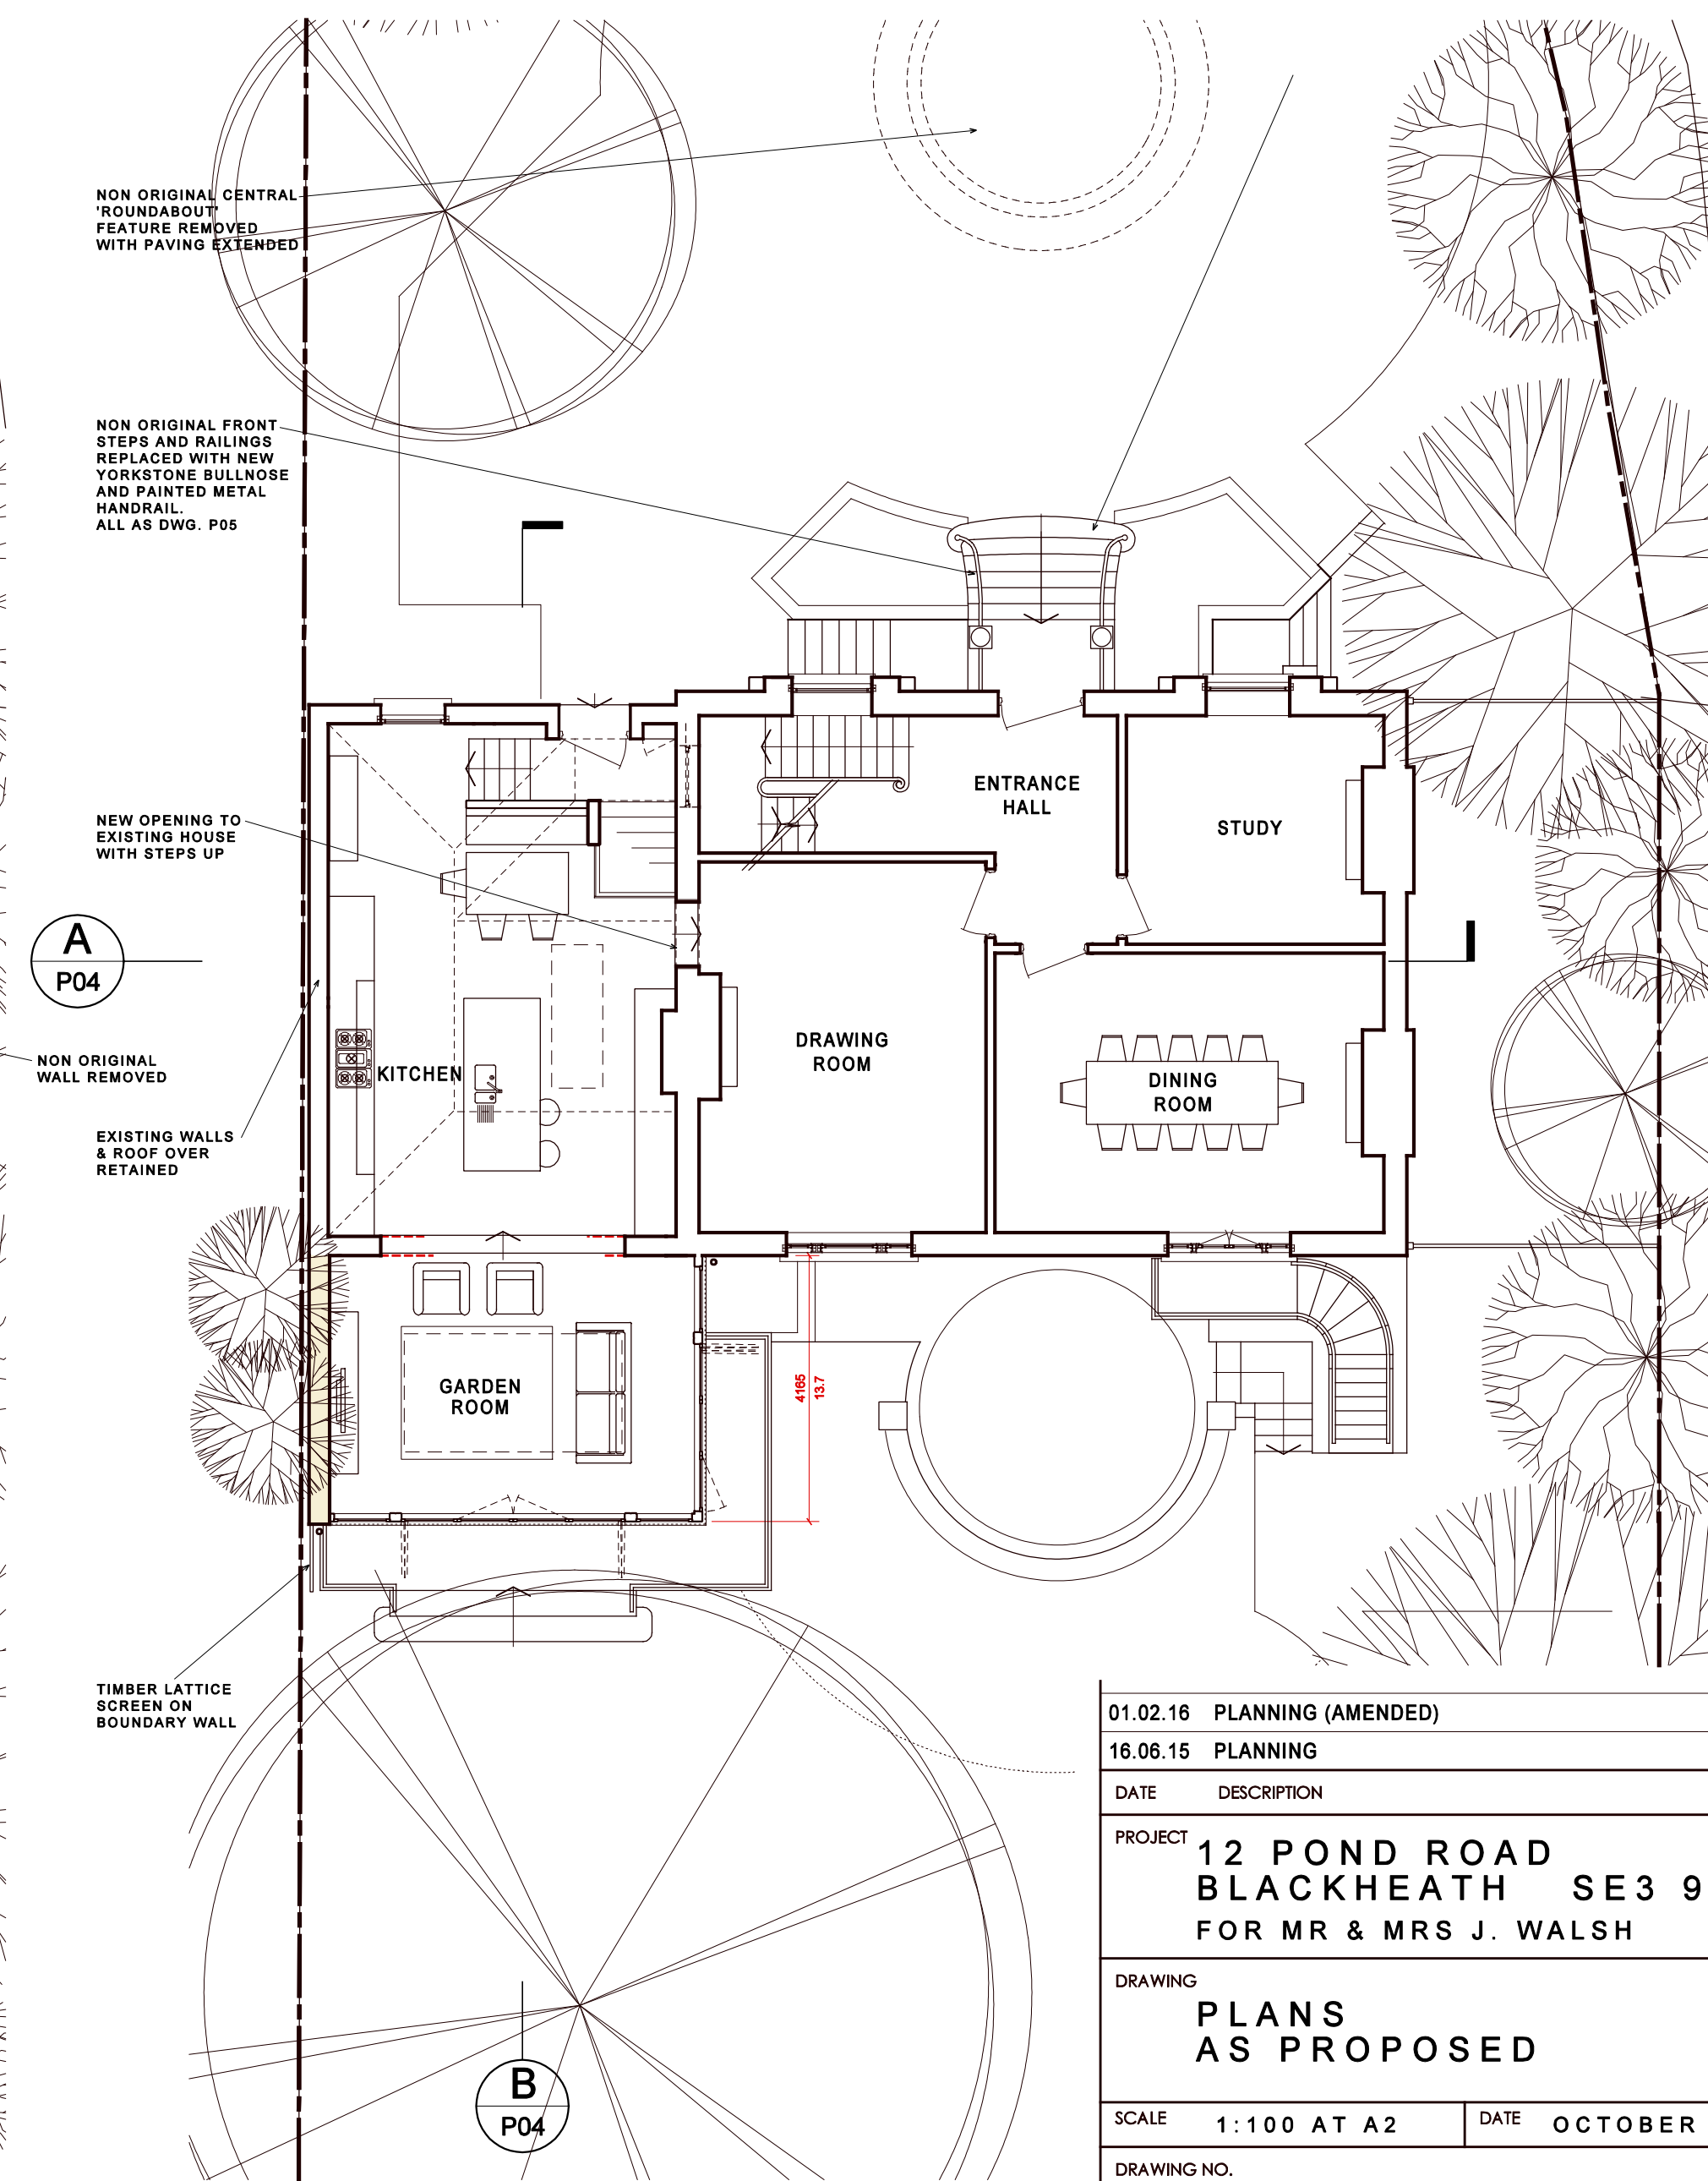 NON ORIGINAL CENTRAL
'ROUNDABOUT'
FEATURE REMOVED
WITH PAVING EXTENDED
NON ORIGINAL FRONT
STEPS AND RAILINGS
REPLACED WITH NEW
YORKSTONE BULLNOSE
AND PAINTED METAL
HANDRAIL.
ALL AS DWG. P05
ENTRANCE
HALL
STUDY
NEW OPENING TO
EXISTING HOUSE
WITH STEPS UP
A
P04
NON ORIGINAL
WALL REMOVED
KITCHEN
DRAWING
ROOM
DINING
ROOM
EXISTING WALLS
& ROOF OVER
RETAINED
GARDEN
ROOM
4165
13.7
TIMBER LATTICE
SCREEN ON
BOUNDARY WALL
01.02.16 PLANNING (AMENDED)
16.06.15 PLANNING
DATE DESCRIPTION
PROJECT
12 POND ROAD
BLACKHEATH SE3 9
FOR MR & MRS J. WALSH
DRAWING
PLANS
AS PROPOSED
SCALE 1:100 AT A2
DATE OCTOBER
DRAWING NO.
B
P04